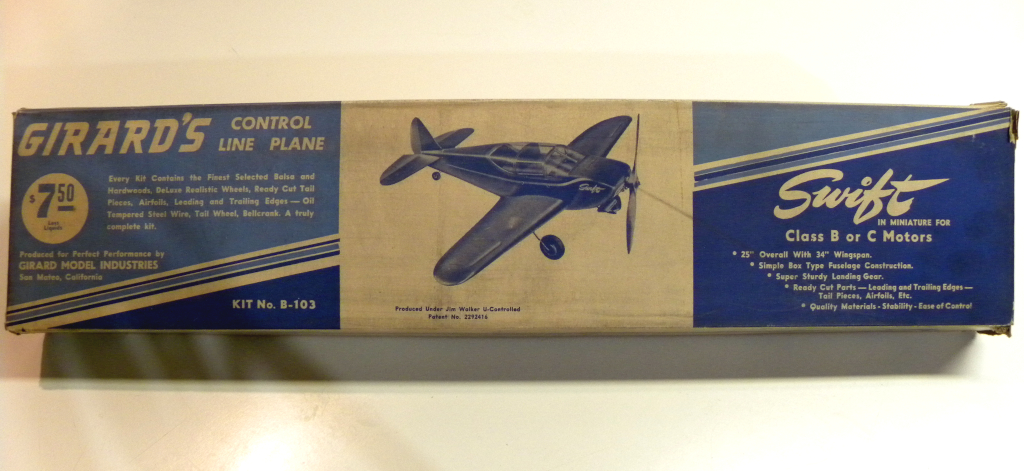 GIRARD'S CONTROL
LINE PLANE
$7.50
Less
Liquids
Every Kit Contains the Finest Selected Balsa and
Hardwoods, DeLuxe Realistic Wheels, Ready Cut Tail
Pieces, Airfoils, Leading and Trailing Edges — Oil
Tempered Steel Wire, Tail Wheel, Bellcrank. A truly
complete kit.
Produced for Perfect Performance by
GIRARD MODEL INDUSTRIES
San Mateo, California
KIT No. B-103
Swift
Produced Under Jim Walker U-Controlled
Patent No. 2292416
Swift
IN MINIATURE FOR
Class B or C Motors
* 25" Overall With 34" Wingspan.
* Simple Box Type Fuselage Construction.
* Super Sturdy Landing Gear.
* Ready Cut Parts — Leading and Trailing Edges —
Tail Pieces, Airfoils, Etc.
* Quality Materials - Stability - Ease of Control